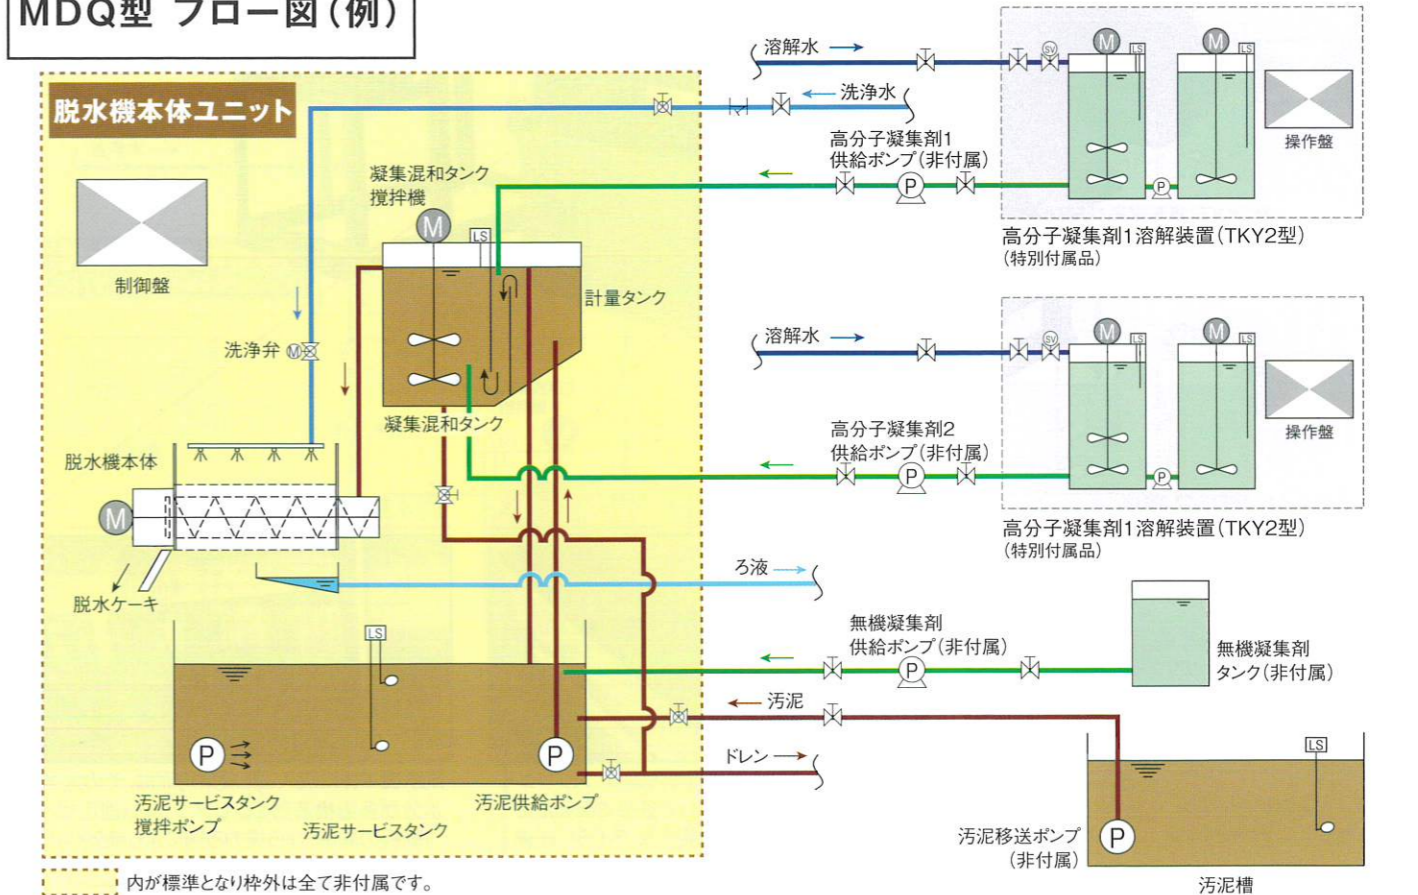 MDQ型 フロー図(例)
脱水機本体ユニット
溶解水
洗浄水
高分子凝集剤1
供給ポンプ(非付属)
SV
M
LS
M
LS
操作盤
P
P
高分子凝集剤1溶解装置(TKY2型)
(特別付属品)
凝集混和タンク
撹拌機
M
LS
制御盤
計量タンク
洗浄弁
M
凝集混和タンク
溶解水
SV
M
LS
M
LS
操作盤
高分子凝集剤2
供給ポンプ(非付属)
P
P
高分子凝集剤1溶解装置(TKY2型)
(特別付属品)
脱水機本体
M
脱水ケーキ
ろ液
無機凝集剤
供給ポンプ(非付属)
P
無機凝集剤
タンク(非付属)
LS
汚泥
ドレン
P
P
LS
P
汚泥サービスタンク
撹拌ポンプ
汚泥サービスタンク
汚泥供給ポンプ
汚泥移送ポンプ
(非付属)
汚泥槽
内が標準となり枠外は全て非付属です。